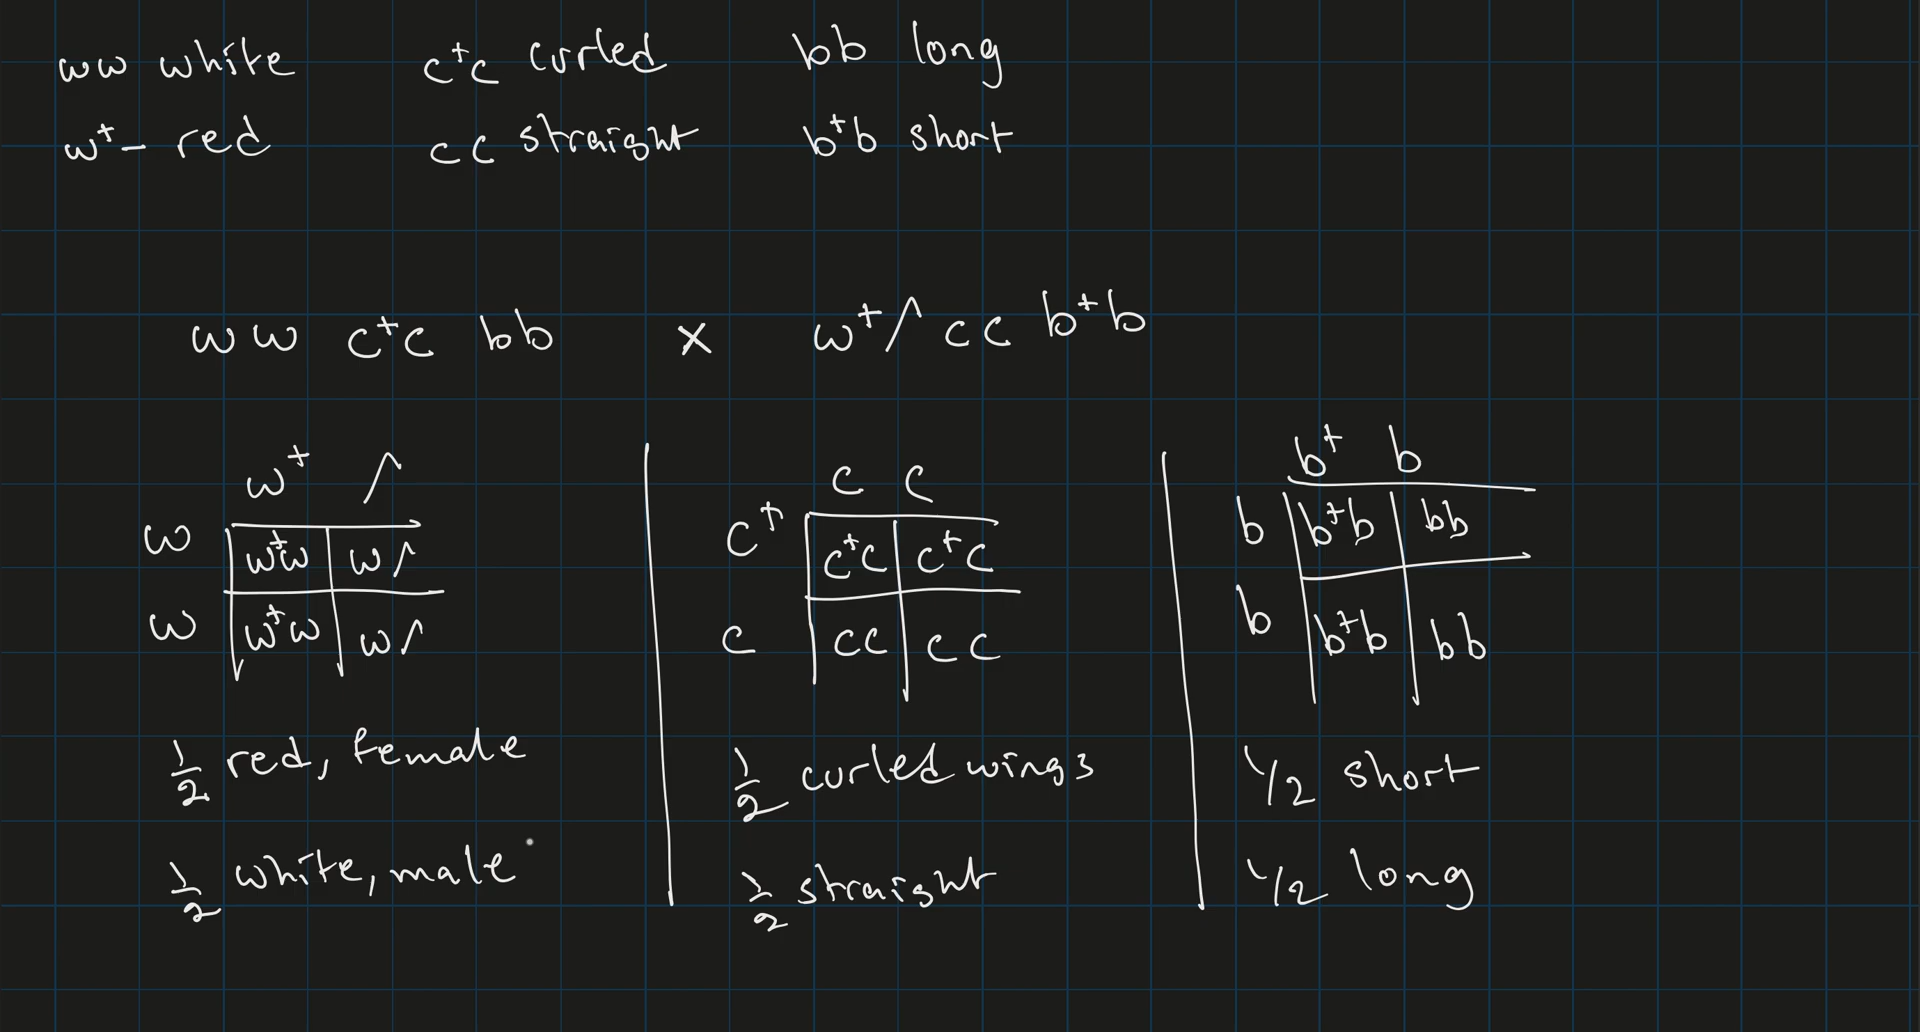 ww white c⁺c curled bb long
w⁺– red cc straight b⁺b short
ww c⁺c bb x w⁺/\ cc b⁺b
w⁺ /\ c c b⁺ b
w w⁺w w/\ c⁺ c⁺c c⁺c b b⁺b bb
w w⁺w w/\ c cc cc b b⁺b bb
1/2 red, female 1/2 curled wings 1/2 short
1/2 white, male 1/2 straight 1/2 long